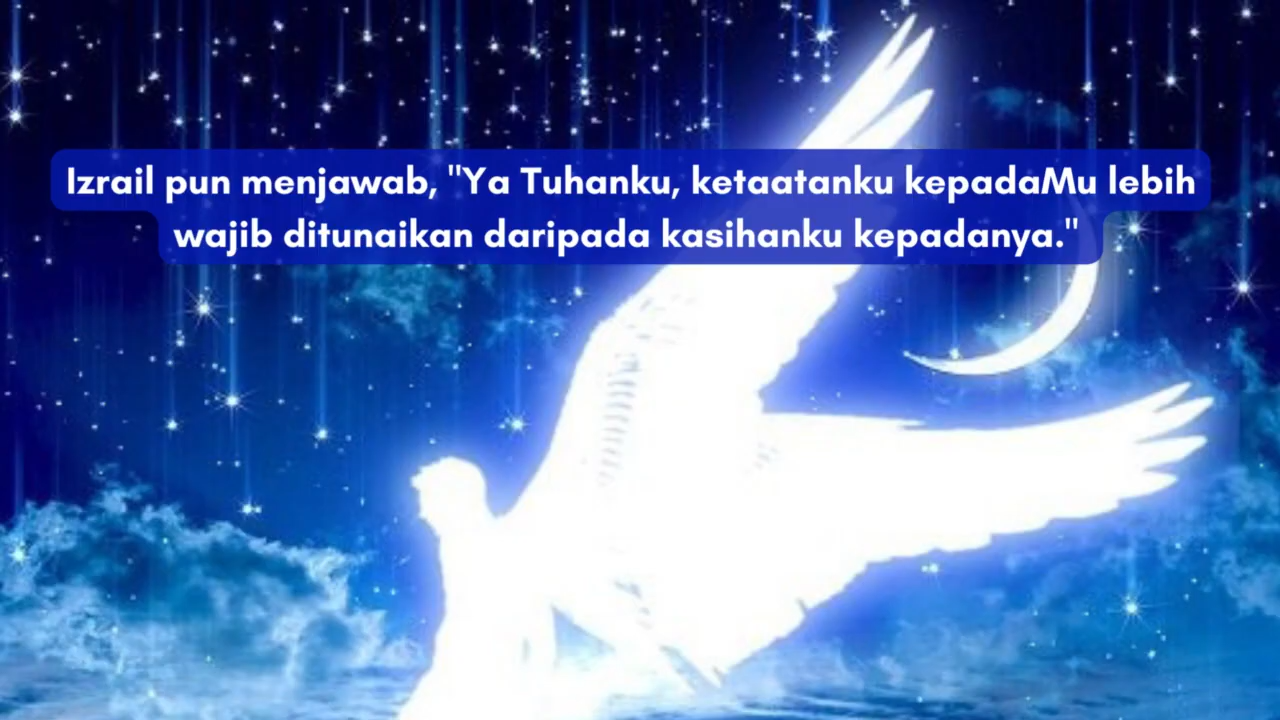 Izrail pun menjawab, "Ya Tuhanku, ketaatanku kepadaMu lebih
wajib ditunaikan daripada kasihanku kepadanya."